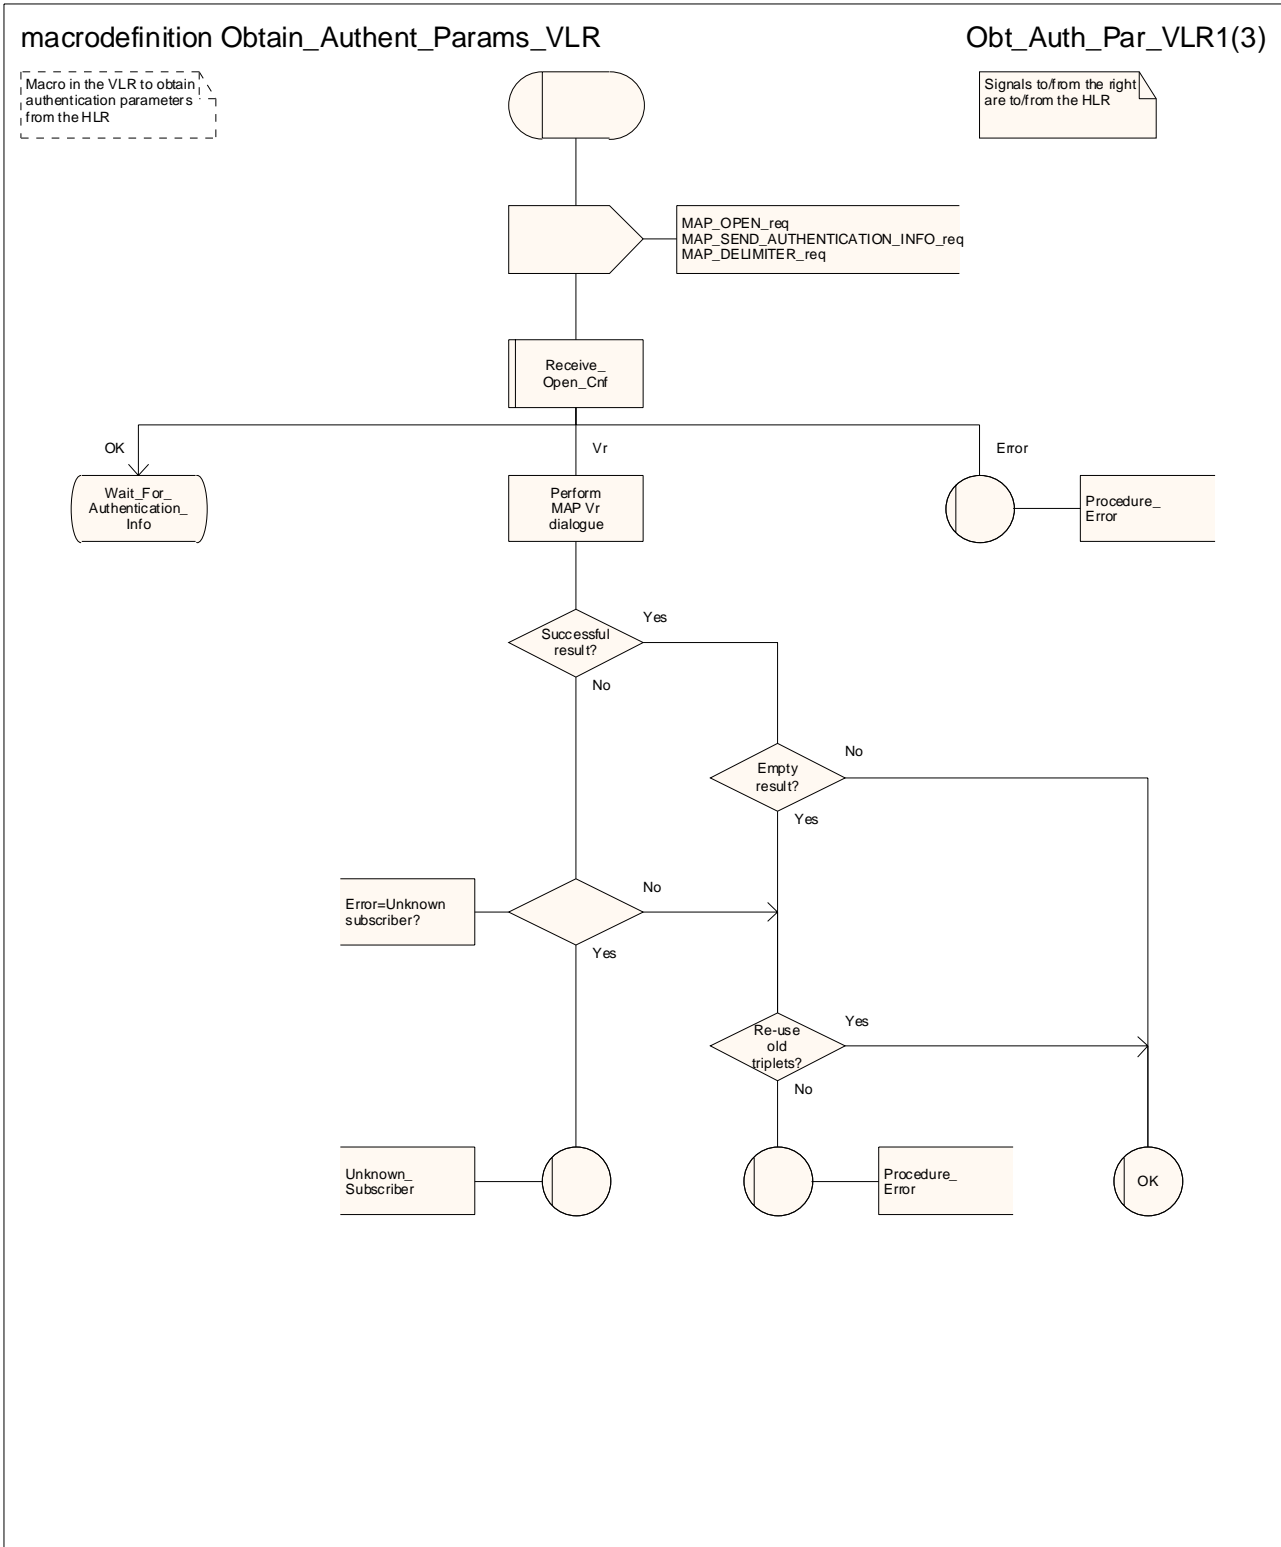 macrodefinition Obtain_Authent_Params_VLR
Obt_Auth_Par_VLR1(3)
Macro in the VLR to obtain
authentication parameters
from the HLR
Signals to/from the right
are to/from the HLR
MAP_OPEN_req
MAP_SEND_AUTHENTICATION_INFO_req
MAP_DELIMITER_req
Receive_
Open_Cnf
OK
Vr
Error
Wait_For_
Authentication_
Info
Perform
MAP Vr
dialogue
Procedure_
Error
Successful
result?
Yes
No
Empty
result?
No
Yes
Error=Unknown
subscriber?
No
Yes
Re-use
old
triplets?
Yes
No
Unknown_
Subscriber
Procedure_
Error
OK